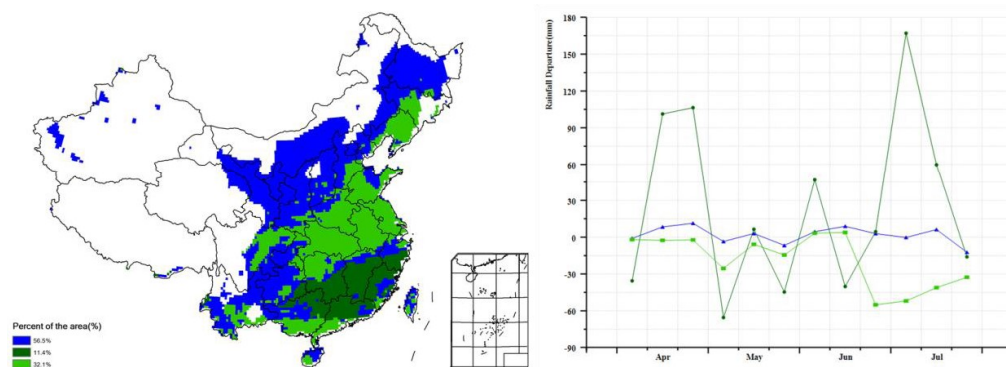 Percent of the area(%)
56.5%
11.4%
32.1%
Rainfall Departure(mm)
180
150
120
90
60
30
0
-30
-60
-90
Apr
May
Jun
Jul